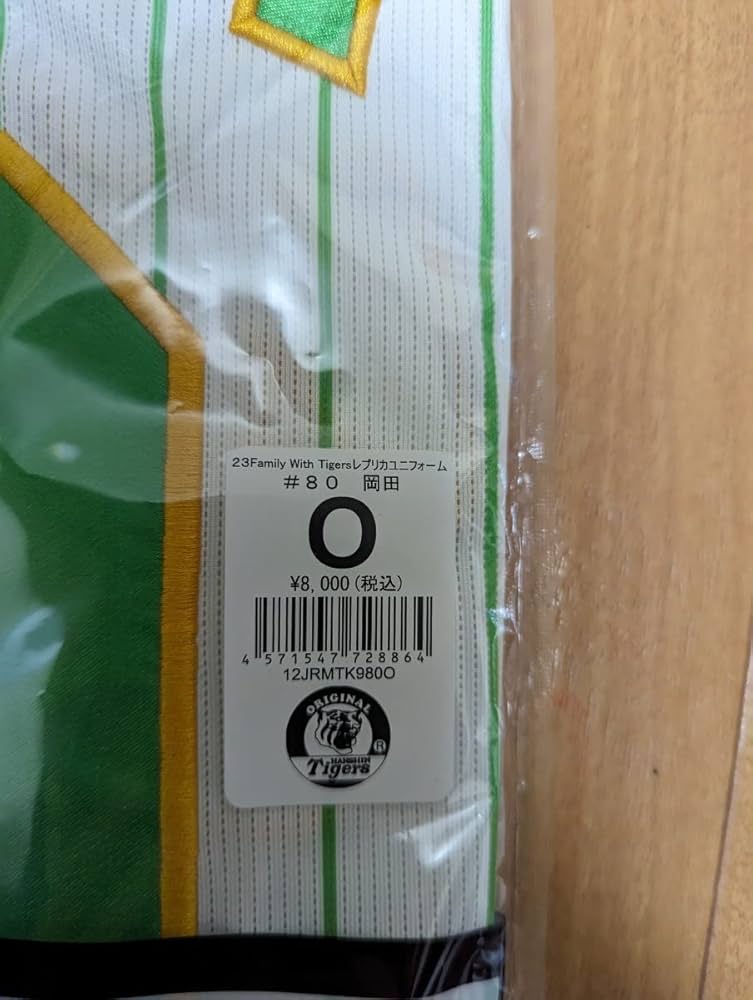 23Family With Tigersレプリカユニフォーム
#80 岡田
O
¥8,000(税込)
4 571547 728864
12JRMTK980O
ORIGINAL
HANSHIN
Tigers
®